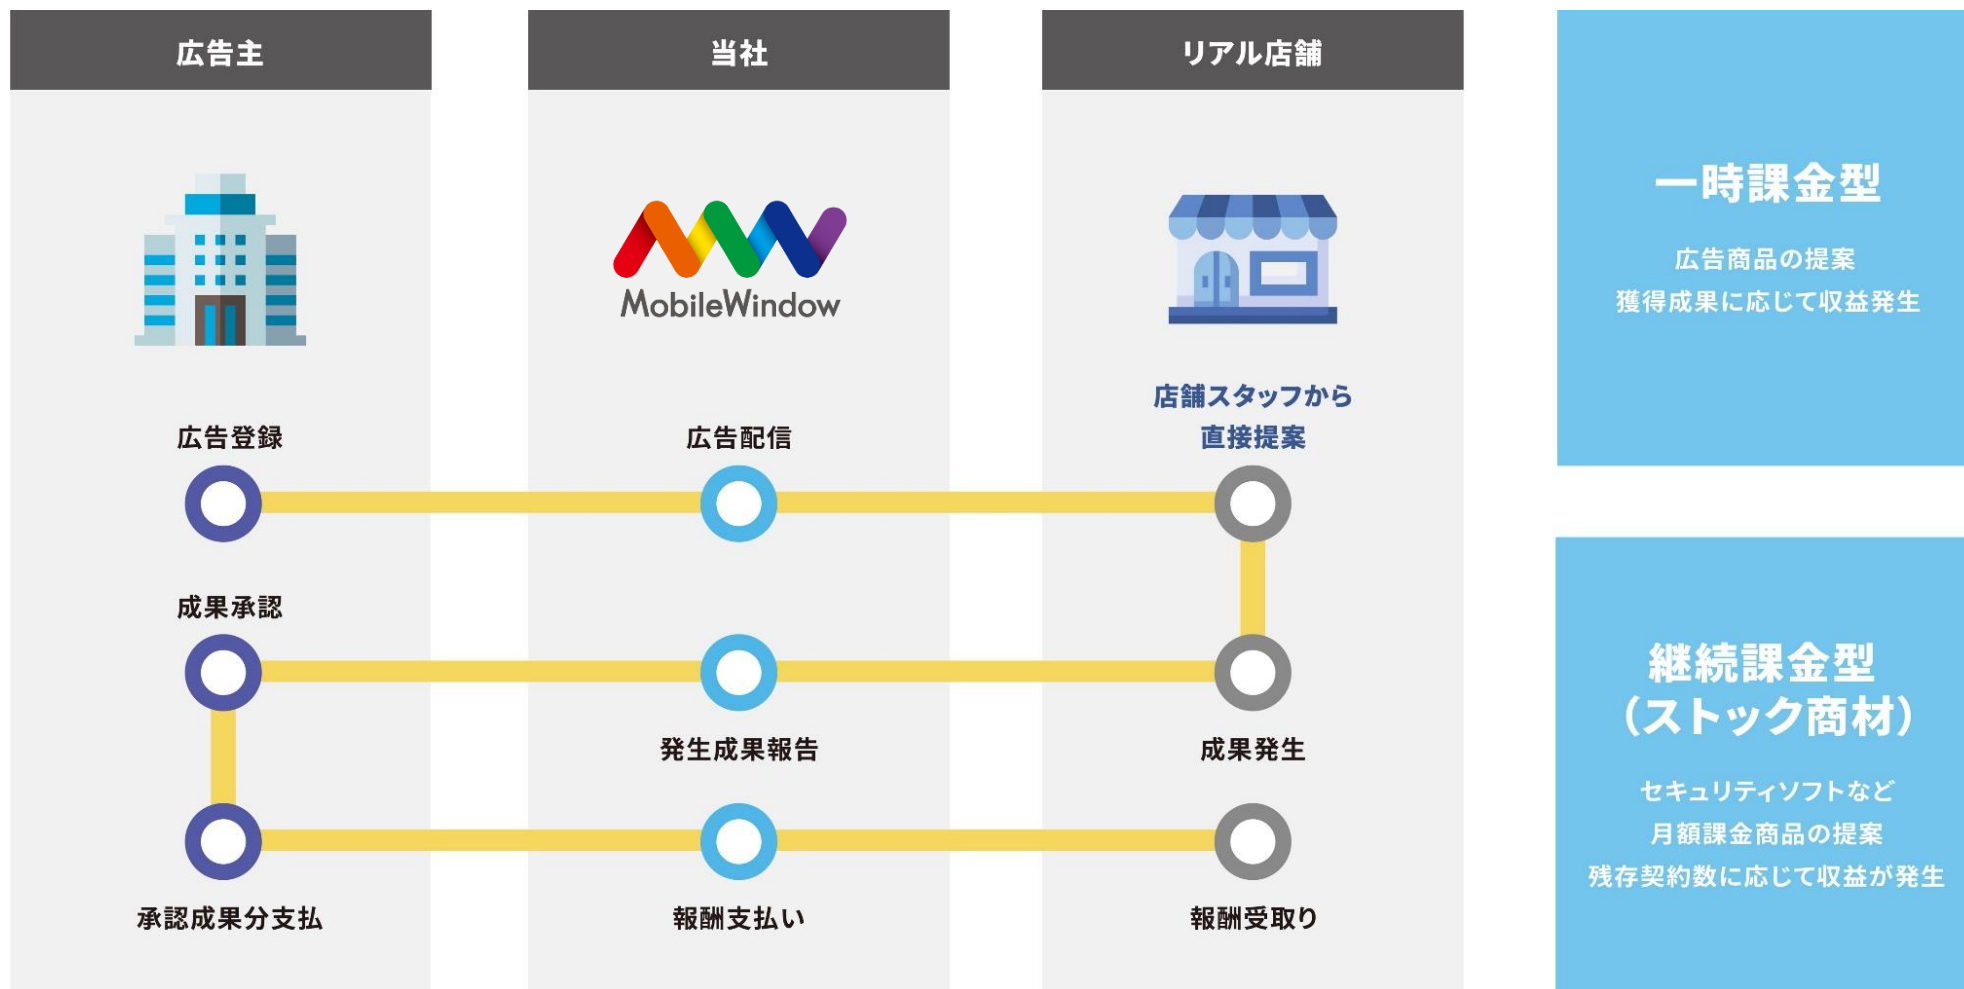 広告主
当社
リアル店舗
MobileWindow
広告登録
広告配信
店舗スタッフから
直接提案
成果承認
発生成果報告
成果発生
承認成果分支払
報酬支払い
報酬受取り
一時課金型
広告商品の提案
獲得成果に応じて収益発生
継続課金型
（ストック商材）
セキュリティソフトなど
月額課金商品の提案
残存契約数に応じて収益が発生